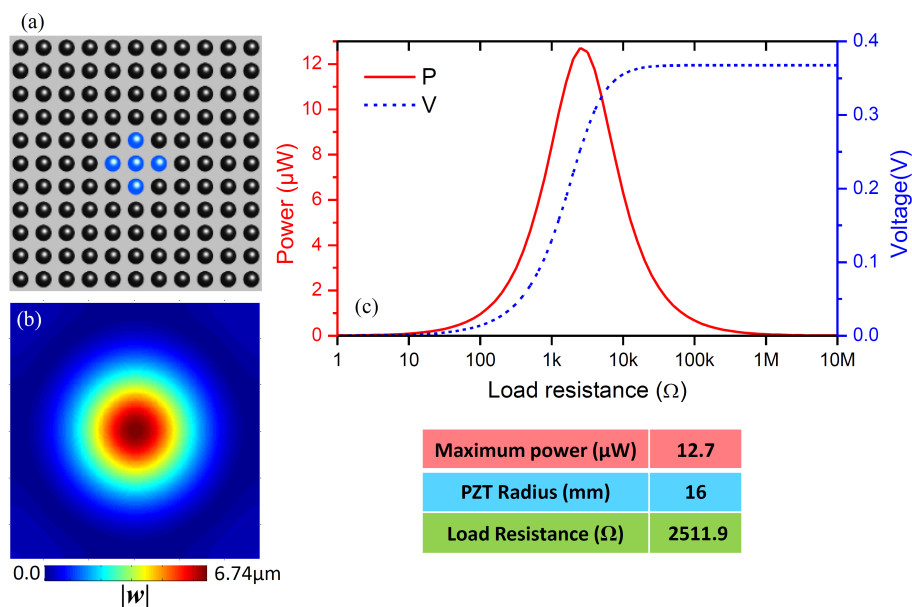 (a)
(b)
0.0 6.74μm
|w|
12
10
8
6
4
2
0
Power (μW)
P
V
(c)
0.4
0.3
0.2
0.1
0.0
Voltage(V)
1 10 100 1k 10k 100k 1M 10M
Load resistance (Ω)
Maximum power (μW) 12.7
PZT Radius (mm) 16
Load Resistance (Ω) 2511.9